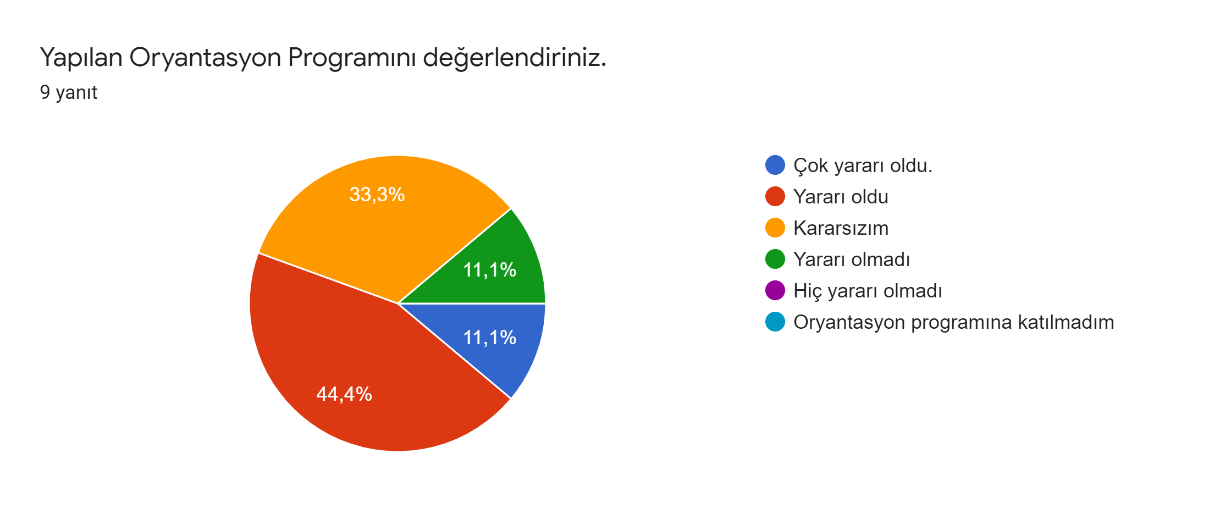 Yapılan Oryantasyon Programını değerlendiriniz.
9 yanıt
33,3%
11,1%
11,1%
44,4%
Çok yararı oldu.
Yararı oldu
Kararsızım
Yararı olmadı
Hiç yararı olmadı
Oryantasyon programına katılmadım